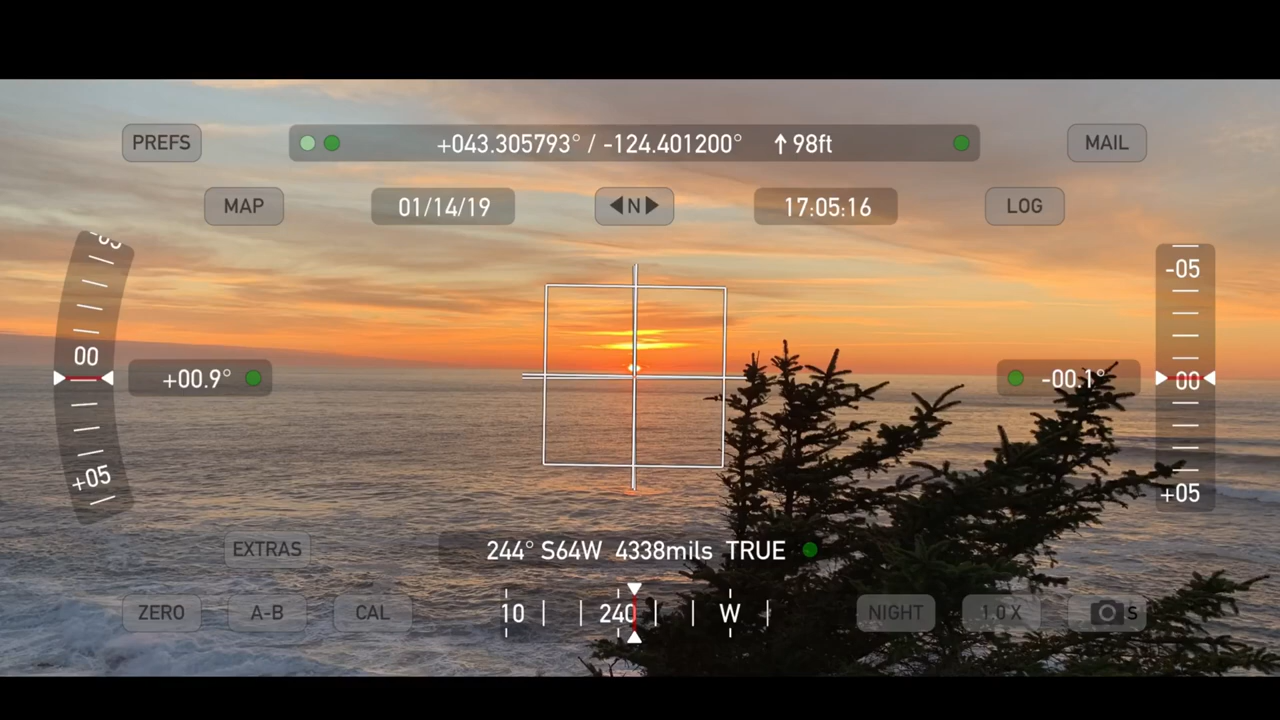 PREFS +043.305793° / -124.401200° ↑98ft MAIL
MAP 01/14/19 ◀N▶ 17:05:16 LOG
-05
00
+00.9° -00.1° 00
+05 +05
244° S64W 4338mils TRUE
EXTRAS
10 240 W
ZERO A-B CAL NIGHT 1.0 X S